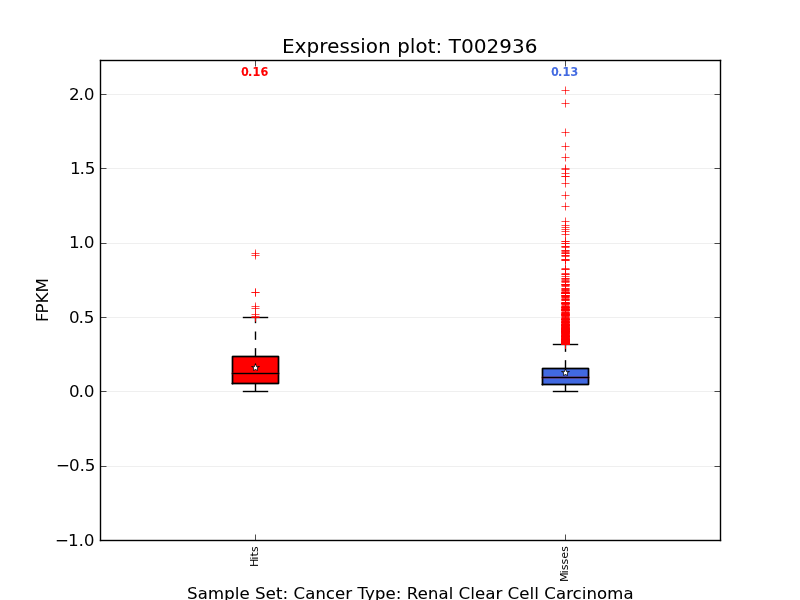 Expression plot: T002936
0.16
0.13
2.0
1.5
1.0
0.5
0.0
−0.5
−1.0
FPKM
Hits
Misses
Sample Set: Cancer Type: Renal Clear Cell Carcinoma